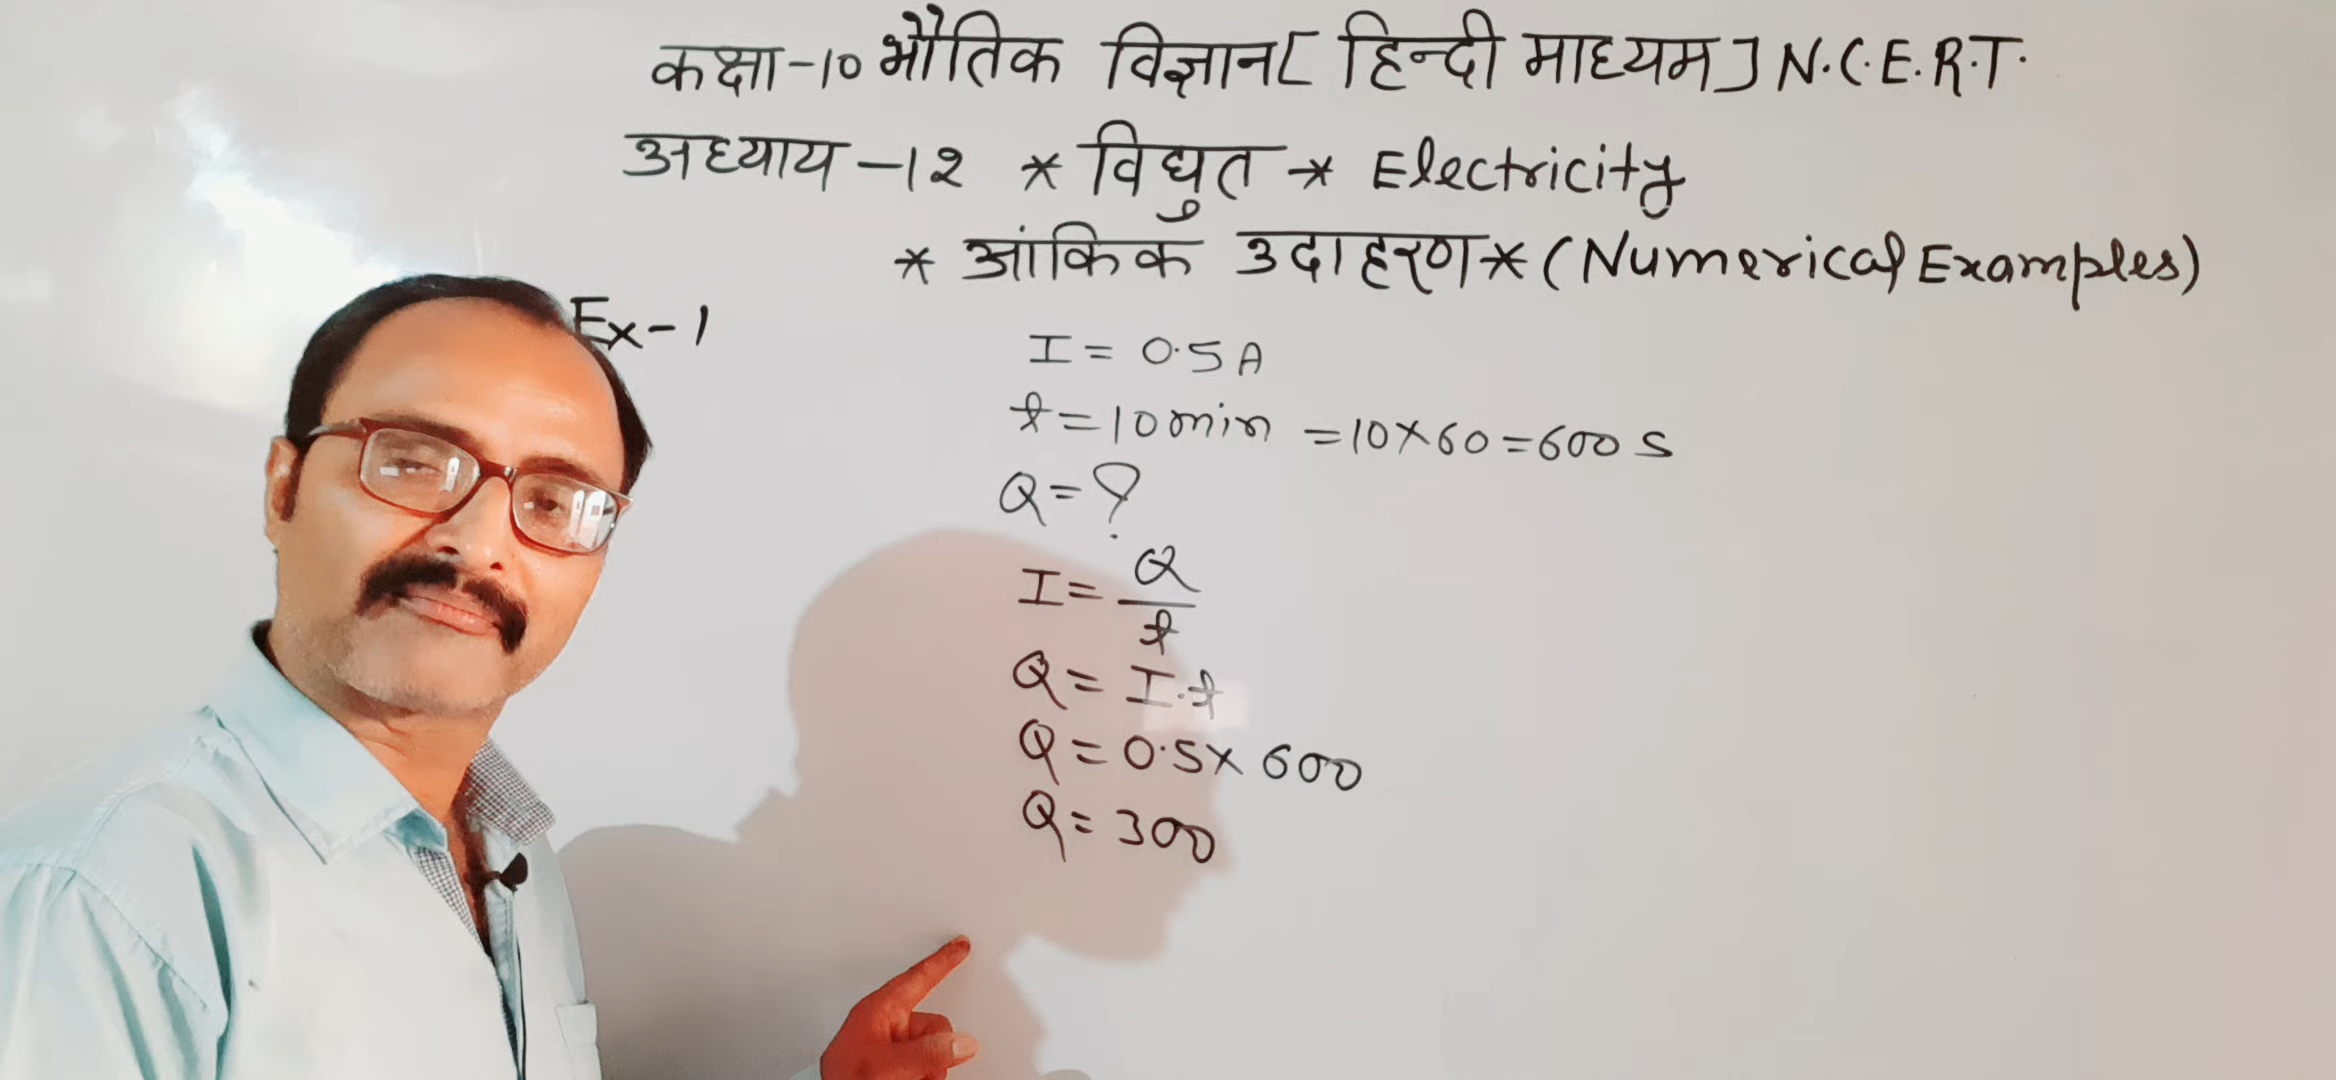 कक्षा-10 भौतिक विज्ञान [ हिन्दी माध्यम ] N.C.E.R.T.
अध्याय -12 * विधुत * Electricity
* आंकिक उदाहरण * (Numerical Examples)
Ex-1
I = 0.5 A
t = 10 min = 10×60 = 600 s
Q = ?
I = Q/t
Q = I.t
Q = 0.5× 600
Q = 300